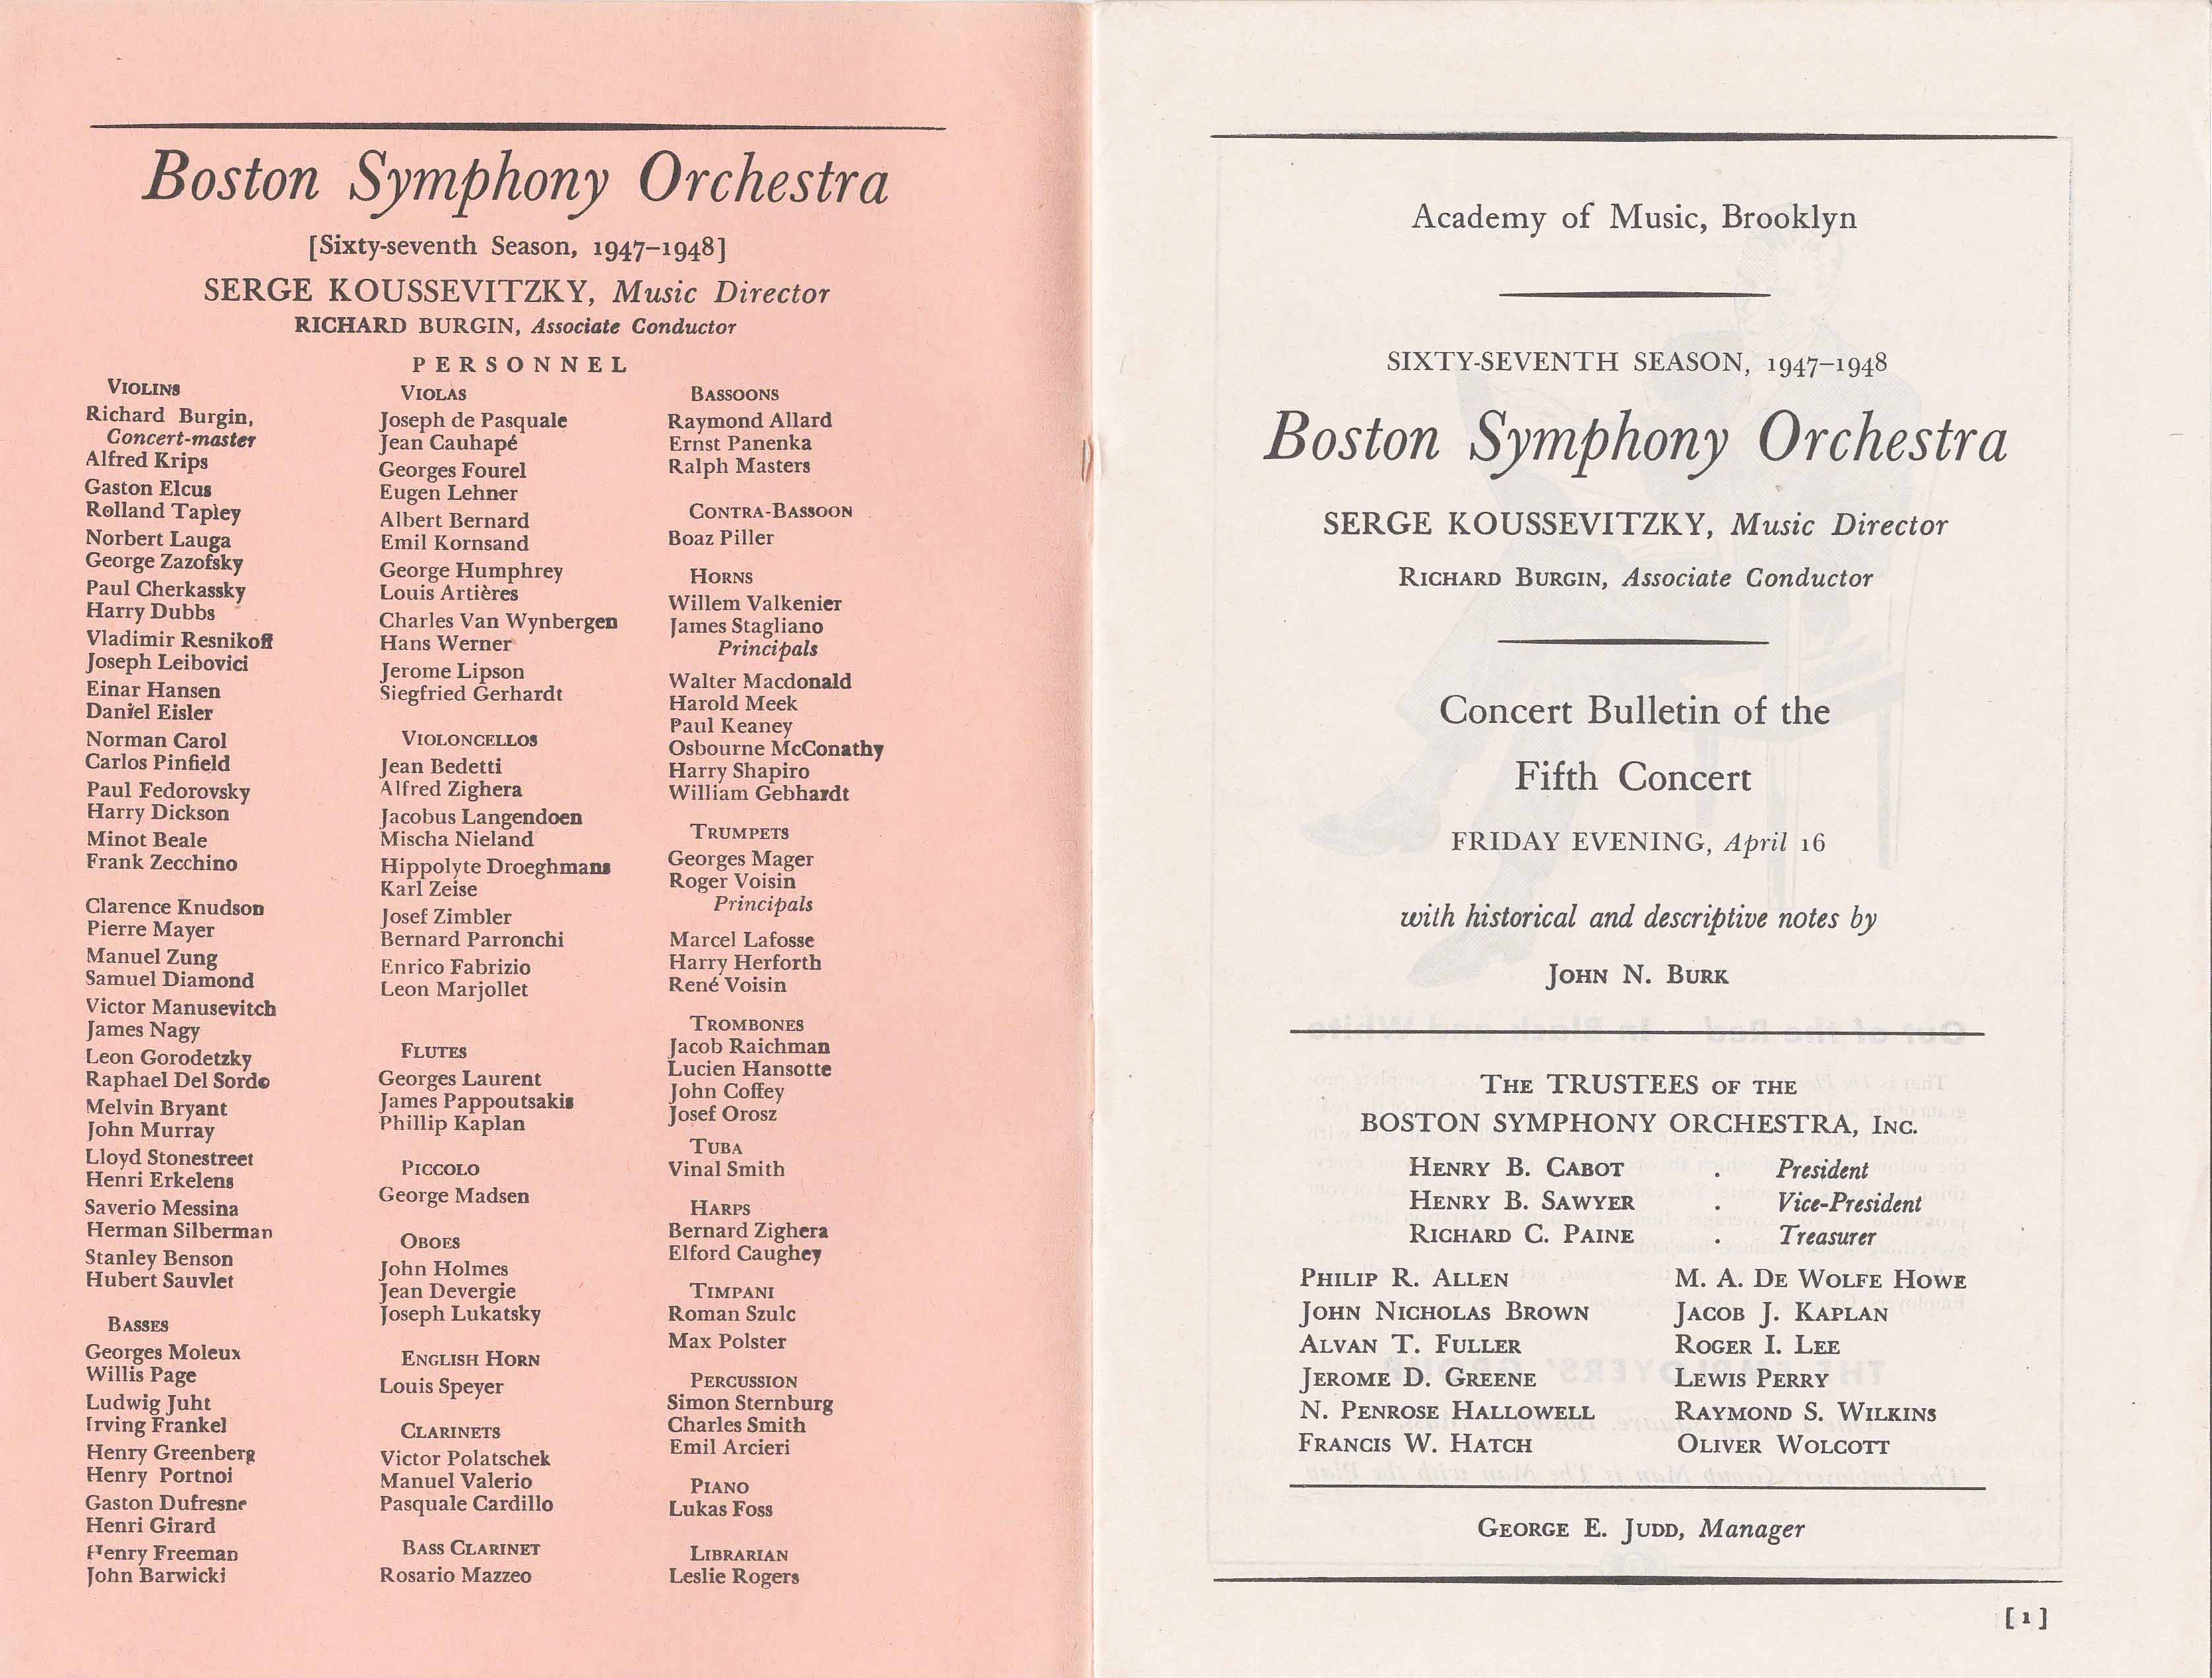 Boston Symphony Orchestra
[Sixty-seventh Season, 1947–1948]
SERGE KOUSSEVITZKY, Music Director
RICHARD BURGIN, Associate Conductor
PERSONNEL
VIOLINS
Richard Burgin,
Concert-master
Alfred Krips
Gaston Elcus
Rolland Tapley
Norbert Lauga
George Zazofsky
Paul Cherkassky
Harry Dubbs
Vladimir Resnikoff
Joseph Leibovici
Einar Hansen
Daniel Eisler
Norman Carol
Carlos Pinfield
Paul Fedorovsky
Harry Dickson
Minot Beale
Frank Zecchino
Clarence Knudson
Pierre Mayer
Manuel Zung
Samuel Diamond
Victor Manusevitch
James Nagy
Leon Gorodetzky
Raphael Del Sordo
Melvin Bryant
John Murray
Lloyd Stonestreet
Henri Erkelens
Saverio Messina
Herman Silberman
Stanley Benson
Hubert Sauvlet
BASSES
Georges Moleux
Willis Page
Ludwig Juht
Irving Frankel
Henry Greenberg
Henry Portnoi
Gaston Dufresne
Henri Girard
Henry Freeman
John Barwicki
VIOLAS
Joseph de Pasquale
Jean Cauhapé
Georges Fourel
Eugen Lehner
Albert Bernard
Emil Kornsand
George Humphrey
Louis Artières
Charles Van Wynbergen
Hans Werner
Jerome Lipson
Siegfried Gerhardt
VIOLONCELLOS
Jean Bedetti
Alfred Zighera
Jacobus Langendoen
Mischa Nieland
Hippolyte Droeghmans
Karl Zeise
Josef Zimbler
Bernard Parronchi
Enrico Fabrizio
Leon Marjollet
FLUTES
Georges Laurent
James Pappoutsakis
Phillip Kaplan
PICCOLO
George Madsen
OBOES
John Holmes
Jean Devergie
Joseph Lukatsky
ENGLISH HORN
Louis Speyer
CLARINETS
Victor Polatschek
Manuel Valerio
Pasquale Cardillo
BASS CLARINET
Rosario Mazzeo
BASSOONS
Raymond Allard
Ernst Panenka
Ralph Masters
CONTRA-BASSOON
Boaz Piller
HORNS
Willem Valkenier
James Stagliano
Principals
Walter Macdonald
Harold Meek
Paul Keaney
Osbourne McConathy
Harry Shapiro
William Gebhardt
TRUMPETS
Georges Mager
Roger Voisin
Principals
Marcel Lafosse
Harry Herforth
René Voisin
TROMBONES
Jacob Raichman
Lucien Hansotte
John Coffey
Josef Orosz
TUBA
Vinal Smith
HARPS
Bernard Zighera
Elford Caughey
TIMPANI
Roman Szulc
Max Polster
PERCUSSION
Simon Sternburg
Charles Smith
Emil Arcieri
PIANO
Lukas Foss
LIBRARIAN
Leslie Rogers
Academy of Music, Brooklyn
SIXTY-SEVENTH SEASON, 1947–1948
Boston Symphony Orchestra
SERGE KOUSSEVITZKY, Music Director
RICHARD BURGIN, Associate Conductor
Concert Bulletin of the
Fifth Concert
FRIDAY EVENING, April 16
with historical and descriptive notes by
JOHN N. BURK
THE TRUSTEES OF THE
BOSTON SYMPHONY ORCHESTRA, INC.
HENRY B. CABOT . President
HENRY B. SAWYER . Vice-President
RICHARD C. PAINE . Treasurer
PHILIP R. ALLEN M. A. DE WOLFE HOWE
JOHN NICHOLAS BROWN JACOB J. KAPLAN
ALVAN T. FULLER ROGER I. LEE
JEROME D. GREENE LEWIS PERRY
N. PENROSE HALLOWELL RAYMOND S. WILKINS
FRANCIS W. HATCH OLIVER WOLCOTT
GEORGE E. JUDD, Manager
[1]